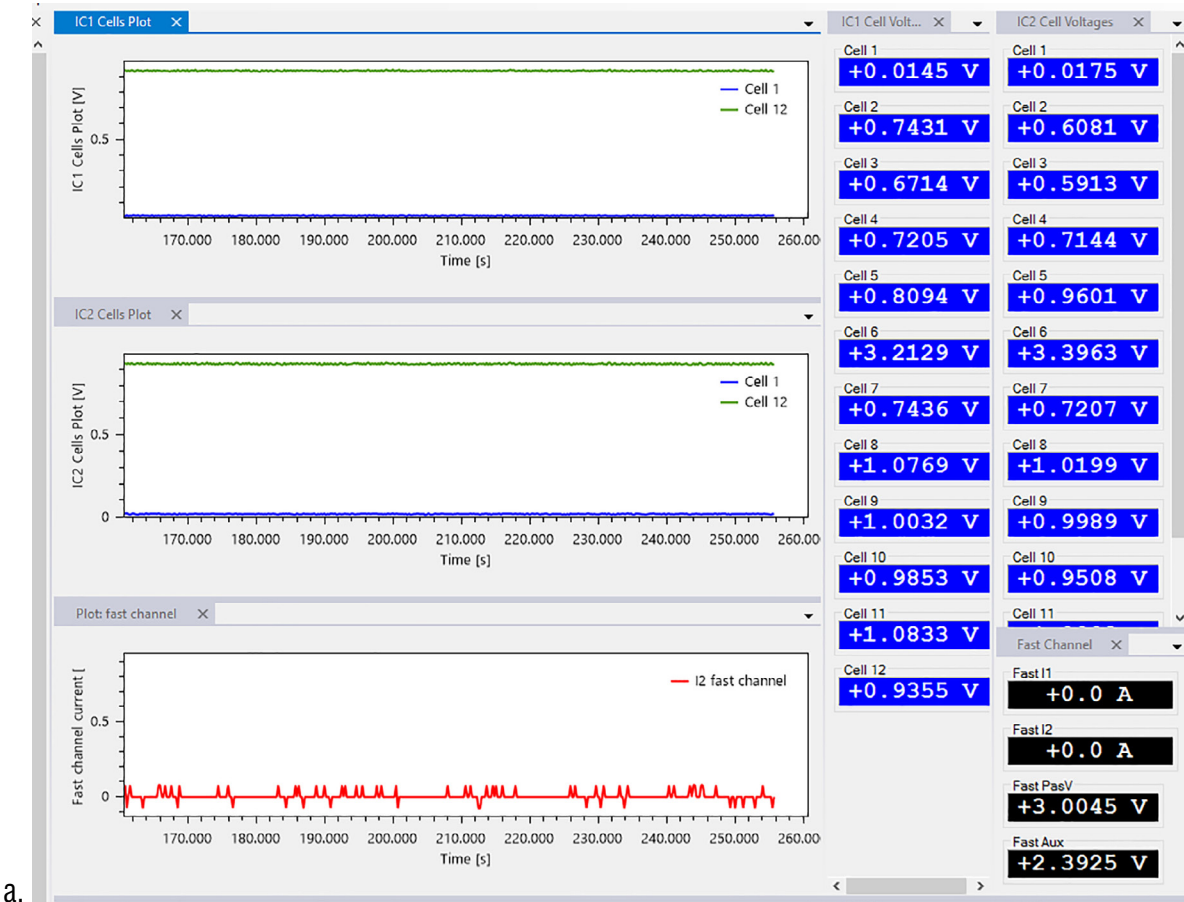 IC1 Cells Plot
IC1 Cells Plot [V]
0.5
Cell 1
Cell 12
170.000 180.000 190.000 200.000 210.000 220.000 230.000 240.000 250.000 260.00
Time [s]
IC2 Cells Plot
IC2 Cells Plot [V]
0.5
0
Cell 1
Cell 12
170.000 180.000 190.000 200.000 210.000 220.000 230.000 240.000 250.000 260.00
Time [s]
Plot: fast channel
Fast channel current [
0.5
0
I2 fast channel
170.000 180.000 190.000 200.000 210.000 220.000 230.000 240.000 250.000 260.00
Time [s]
IC1 Cell Volt...
Cell 1
+0.0145 V
Cell 2
+0.7431 V
Cell 3
+0.6714 V
Cell 4
+0.7205 V
Cell 5
+0.8094 V
Cell 6
+3.2129 V
Cell 7
+0.7436 V
Cell 8
+1.0769 V
Cell 9
+1.0032 V
Cell 10
+0.9853 V
Cell 11
+1.0833 V
Cell 12
+0.9355 V
IC2 Cell Voltages
Cell 1
+0.0175 V
Cell 2
+0.6081 V
Cell 3
+0.5913 V
Cell 4
+0.7144 V
Cell 5
+0.9601 V
Cell 6
+3.3963 V
Cell 7
+0.7207 V
Cell 8
+1.0199 V
Cell 9
+0.9989 V
Cell 10
+0.9508 V
Cell 11
Fast Channel
Fast I1
+0.0 A
Fast I2
+0.0 A
Fast PasV
+3.0045 V
Fast Aux
+2.3925 V
a.